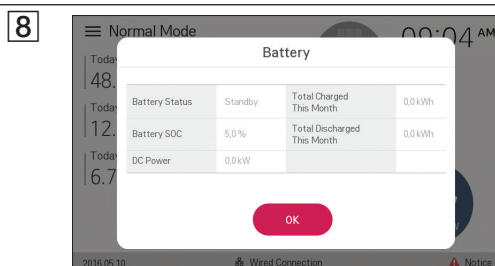 8
Normal Mode
09:04 AM
Battery
Today
48.
Battery Status Standby Total Charged This Month 0,0 kWh
Today
12.
Battery SOC 5,0 % Total Discharged This Month 0,0 kWh
Today
6.7
DC Power 0,0 kW
OK
2016.05.10 Wired Connection Notice